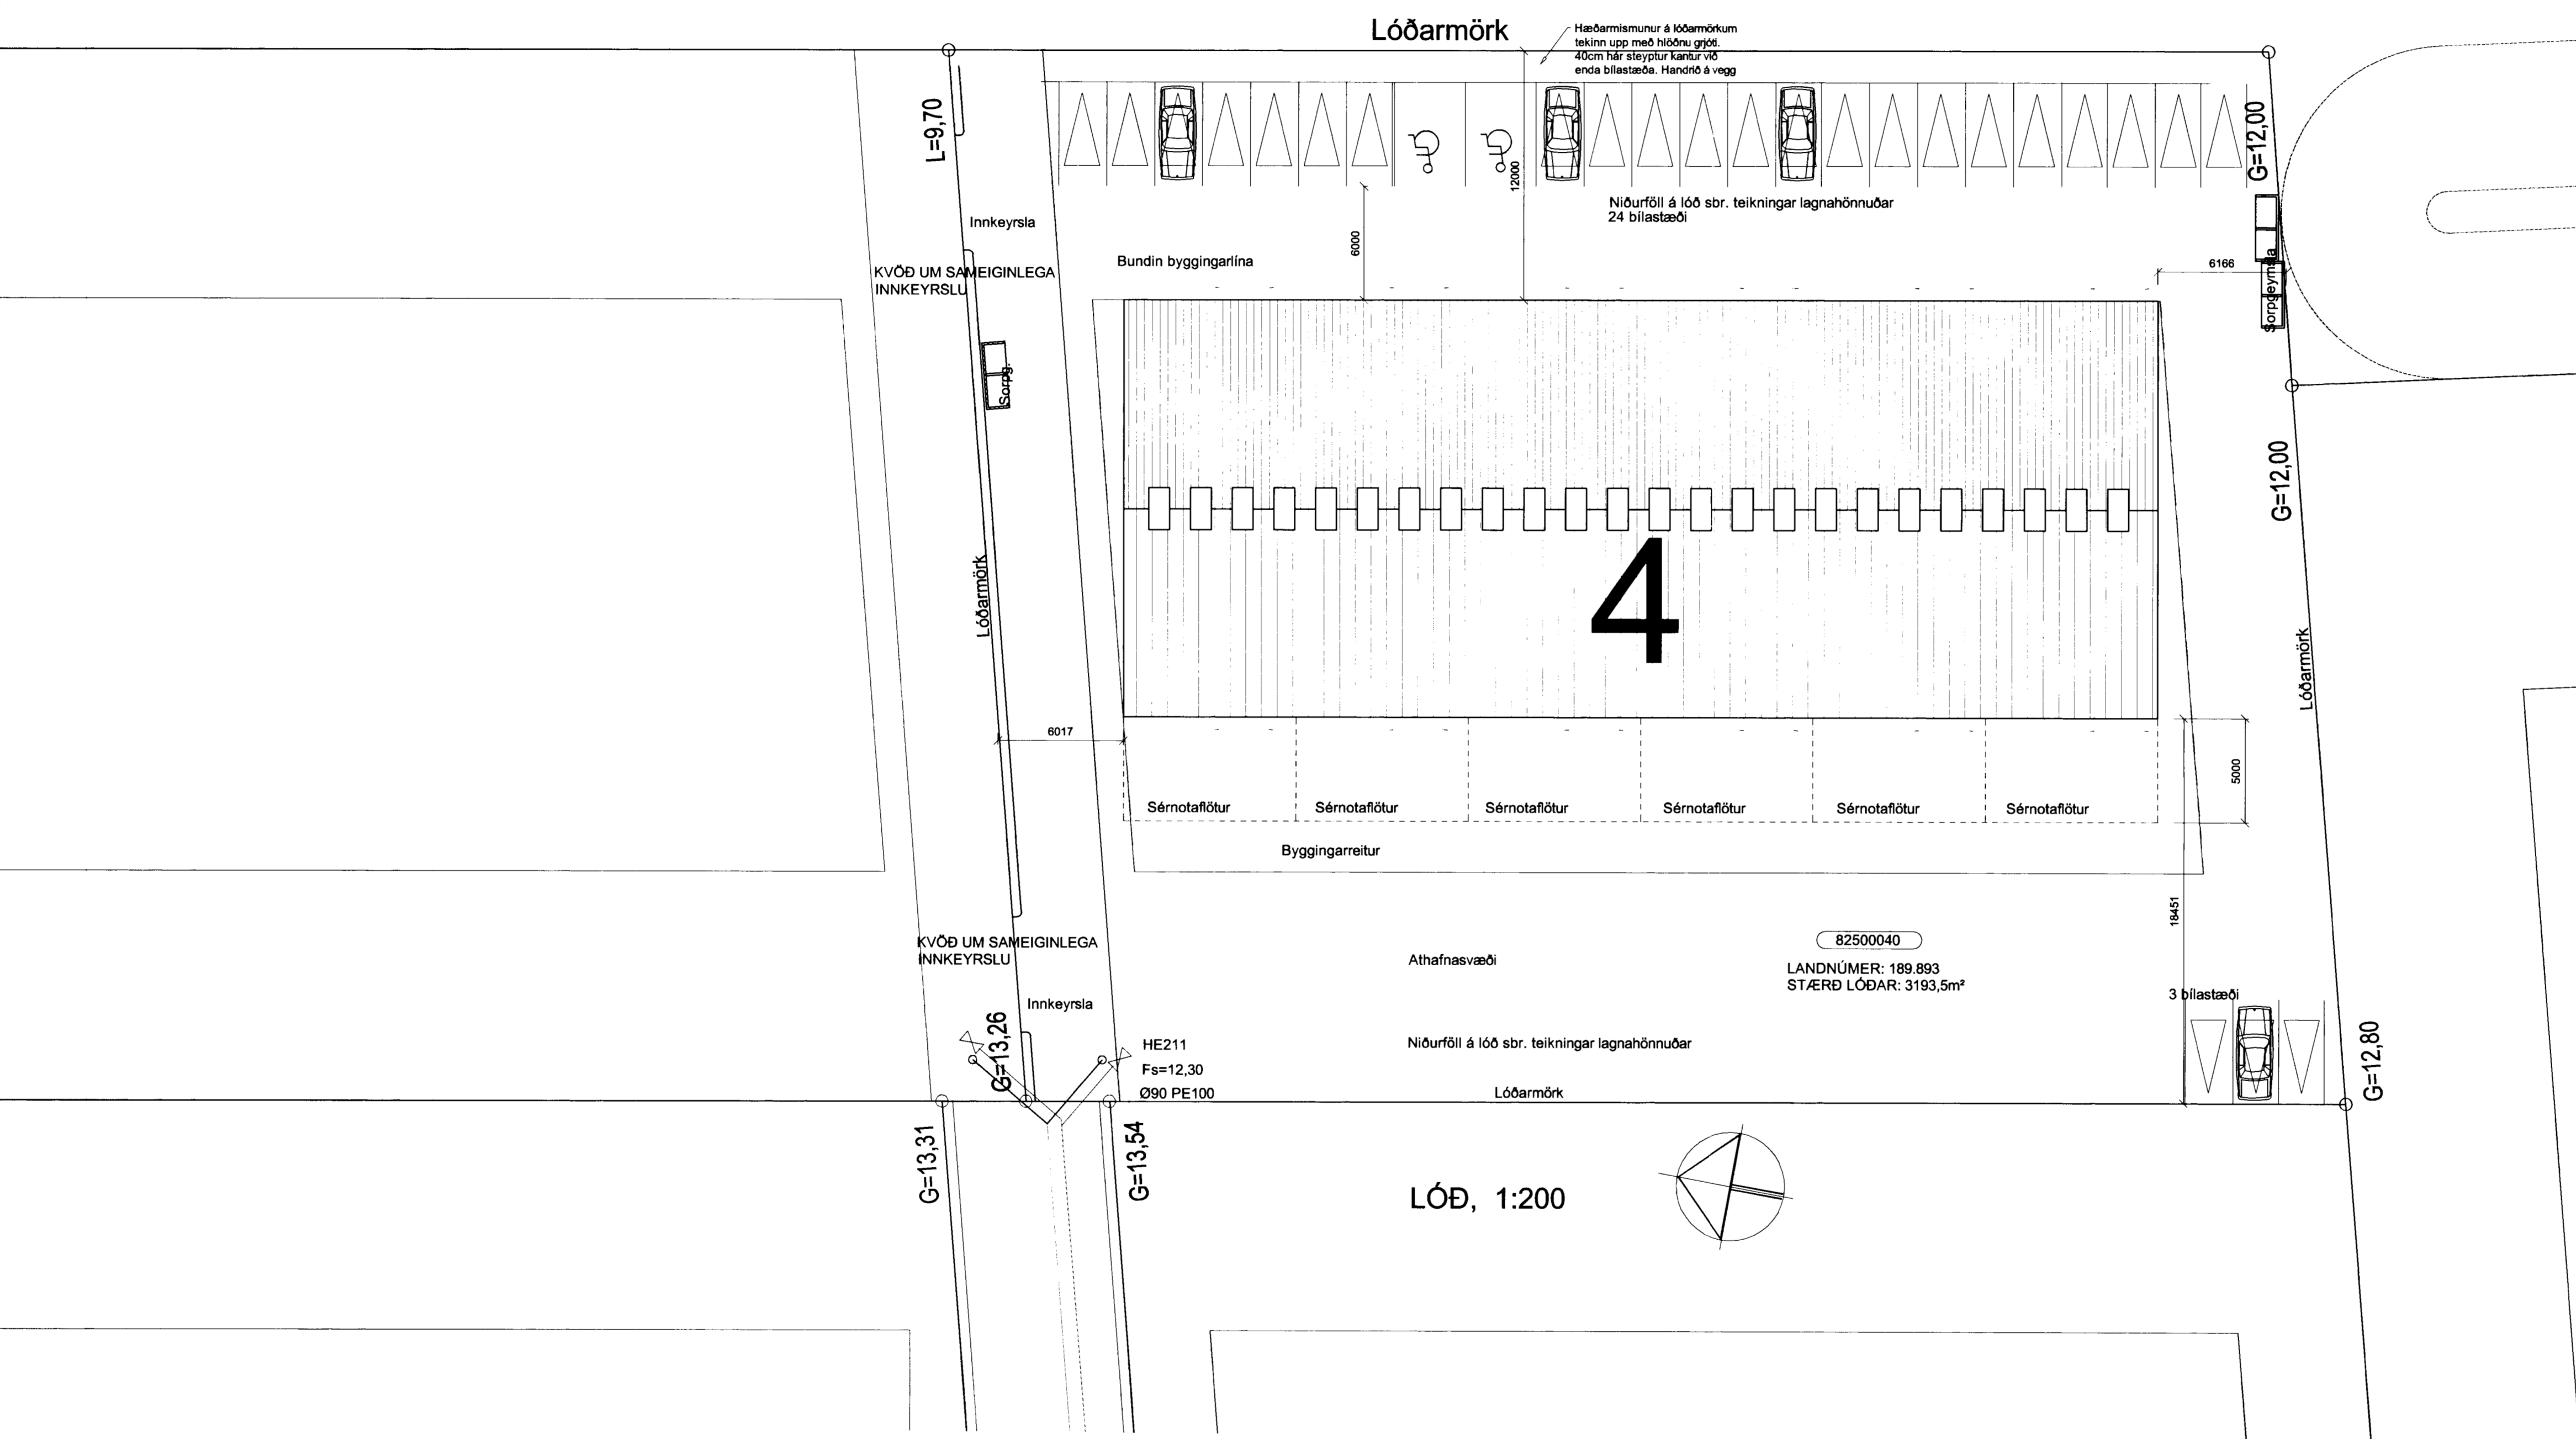 Lóðarmörk
Hæðarmismunur á lóðarmörkum
tekinn upp með hlöðnu grjóti.
40cm hár steyptur kantur við
enda bílastæða. Handrið á vegg
L=9,70
G=12,00
12000
Niðurföll á lóð sbr. teikningar lagnahönnuðar
24 bílastæði
Innkeyrsla
6000
Bundin byggingarlína
6166
Sorpgeymsla
KVÖÐ UM SAMEIGINLEGA
INNKEYRSLU
Sorpg.
G=12,00
4
Lóðarmörk
Lóðarmörk
6017
5000
Sérnotaflötur
Sérnotaflötur
Sérnotaflötur
Sérnotaflötur
Sérnotaflötur
Sérnotaflötur
Byggingarreitur
18451
KVÖÐ UM SAMEIGINLEGA
INNKEYRSLU
Athafnasvæði
82500040
LANDNÚMER: 189.893
STÆRÐ LÓÐAR: 3193,5m²
3 bílastæði
Innkeyrsla
G=13,26
HE211
Fs=12,30
Ø90 PE100
Niðurföll á lóð sbr. teikningar lagnahönnuðar
Lóðarmörk
G=12,80
G=13,31
G=13,54
LÓÐ, 1:200